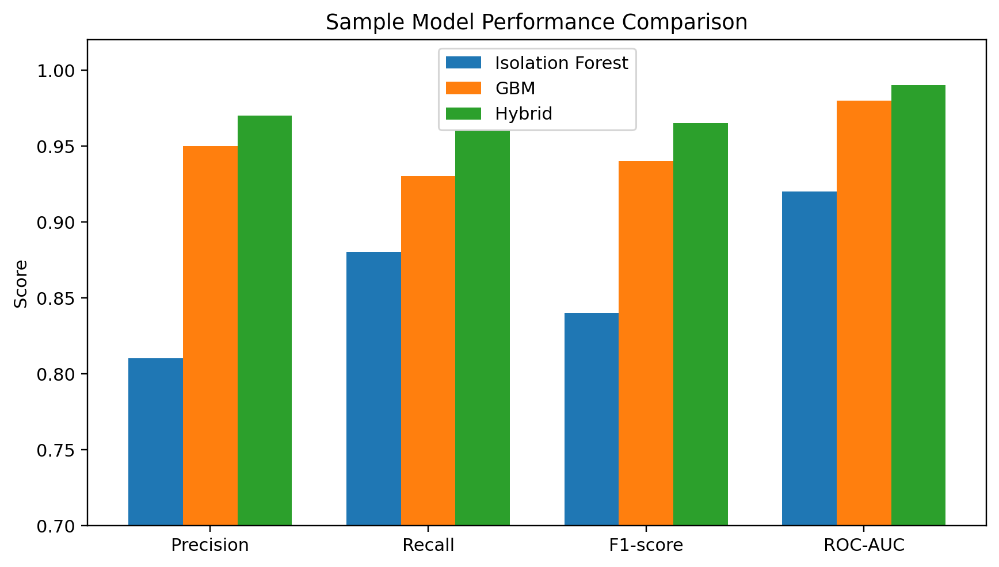 Sample Model Performance Comparison
Isolation Forest
GBM
Hybrid
Score
1.00
0.95
0.90
0.85
0.80
0.75
0.70
Precision
Recall
F1-score
ROC-AUC